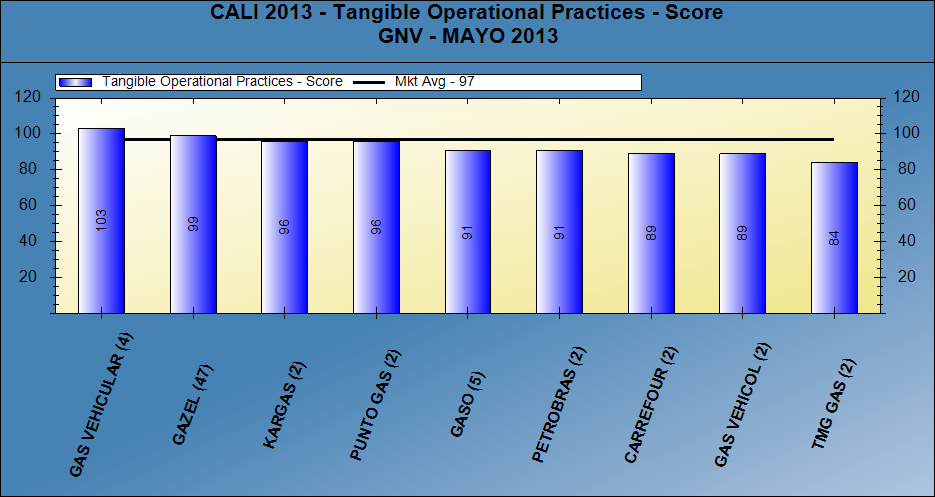 CALI 2013 - Tangible Operational Practices - Score
GNV - MAYO 2013
Tangible Operational Practices - Score
Mkt Avg - 97
120
100
80
60
40
20
120
100
80
60
40
20
103
99
96
96
91
91
89
89
84
GAS VEHICULAR (4)
GAZEL (47)
KARGAS (2)
PUNTO GAS (2)
GASO (5)
PETROBRAS (2)
CARREFOUR (2)
GAS VEHICOL (2)
TMG GAS (2)